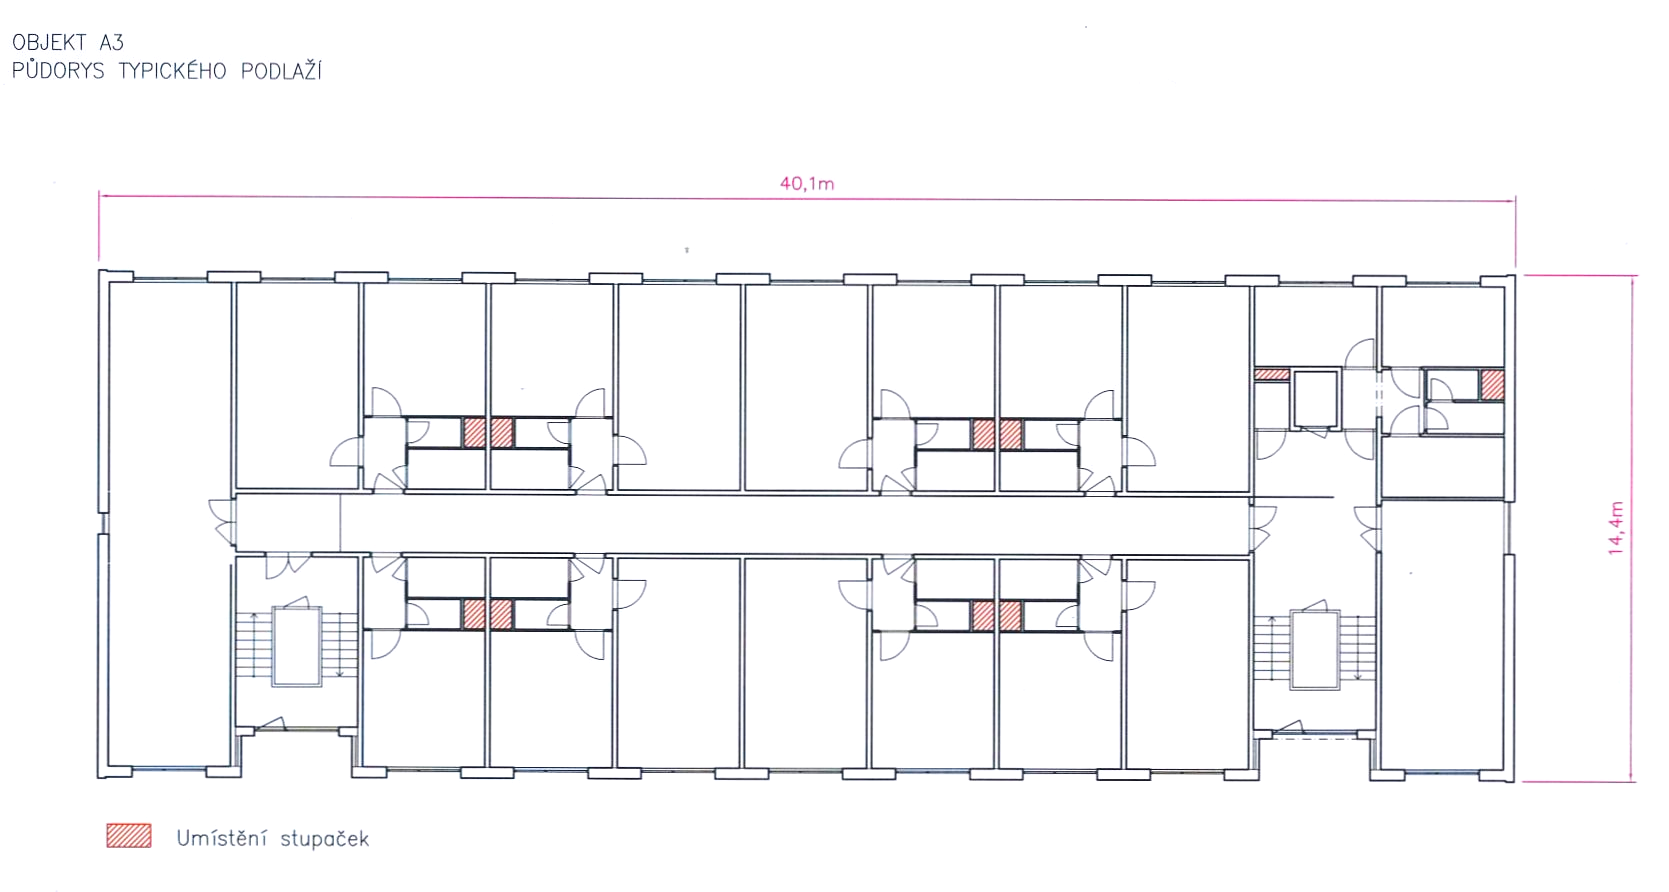 OBJEKT A3
PŮDORYS TYPICKÉHO PODLAŽÍ
40,1m
14,4m
Umístění stupaček